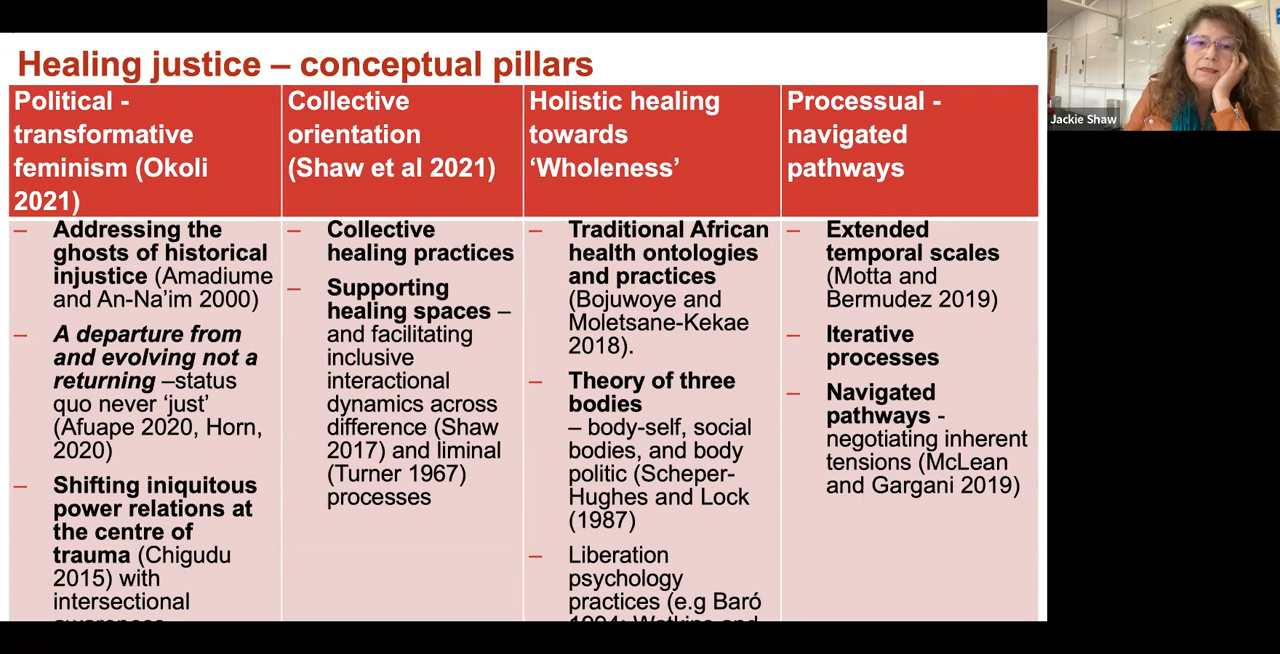 Healing justice – conceptual pillars
Political -
transformative
feminism (Okoli
2021)
Collective
orientation
(Shaw et al 2021)
Holistic healing
towards
‘Wholeness’
Processual -
navigated
pathways
– Addressing the
ghosts of historical
injustice (Amadiume
and An-Na’im 2000)
– A departure from
and evolving not a
returning –status
quo never ‘just’
(Afuape 2020, Horn,
2020)
– Shifting iniquitous
power relations at
the centre of
trauma (Chigudu
2015) with
intersectional
– Collective
healing practices
– Supporting
healing spaces –
and facilitating
inclusive
interactional
dynamics across
difference (Shaw
2017) and liminal
(Turner 1967)
processes
– Traditional African
health ontologies
and practices
(Bojuwoye and
Moletsane-Kekae
2018).
– Theory of three
bodies
– body-self, social
bodies, and body
politic (Scheper-
Hughes and Lock
(1987)
– Liberation
psychology
practices (e.g Baró
– Extended
temporal scales
(Motta and
Bermudez 2019)
– Iterative
processes
– Navigated
pathways -
negotiating inherent
tensions (McLean
and Gargani 2019)
Jackie Shaw